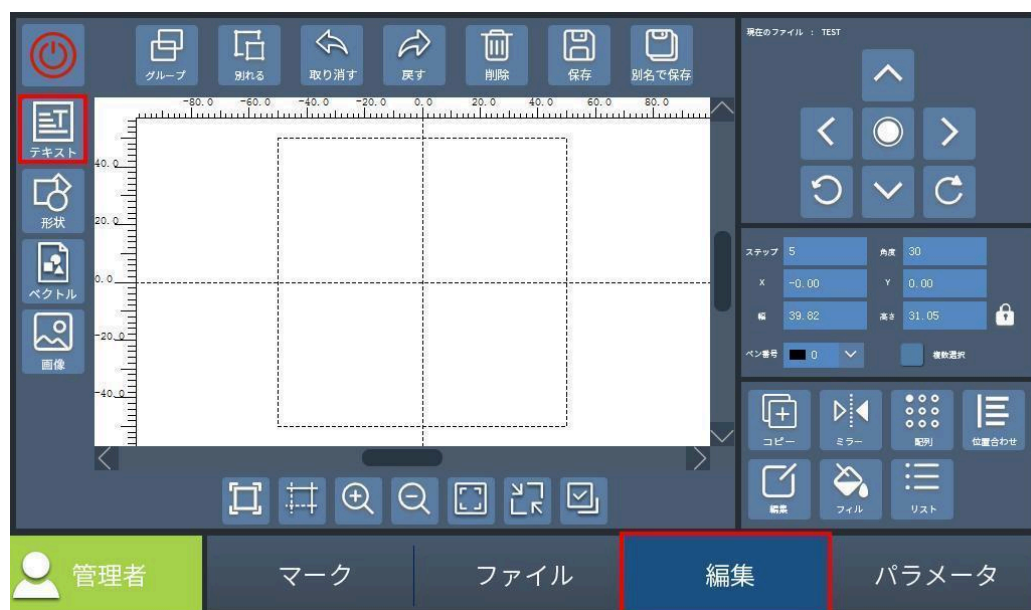 現在のファイル : TEST
グループ
別れる
取り消す
戻す
削除
保存
別名で保存
-80.0 -60.0 -40.0 -20.0 0.0 20.0 40.0 60.0 80.0
テキスト
40.0
形状
20.0
ベクトル
0.0
画像
-20.0
-40.0
ステップ 5 角度 30
X -0.00 Y 0.00
幅 39.82 高さ 31.05
ペン番号 0 複数選択
コピー ミラー 配列 位置合わせ
編集 フィル リスト
管理者 マーク ファイル 編集 パラメータ